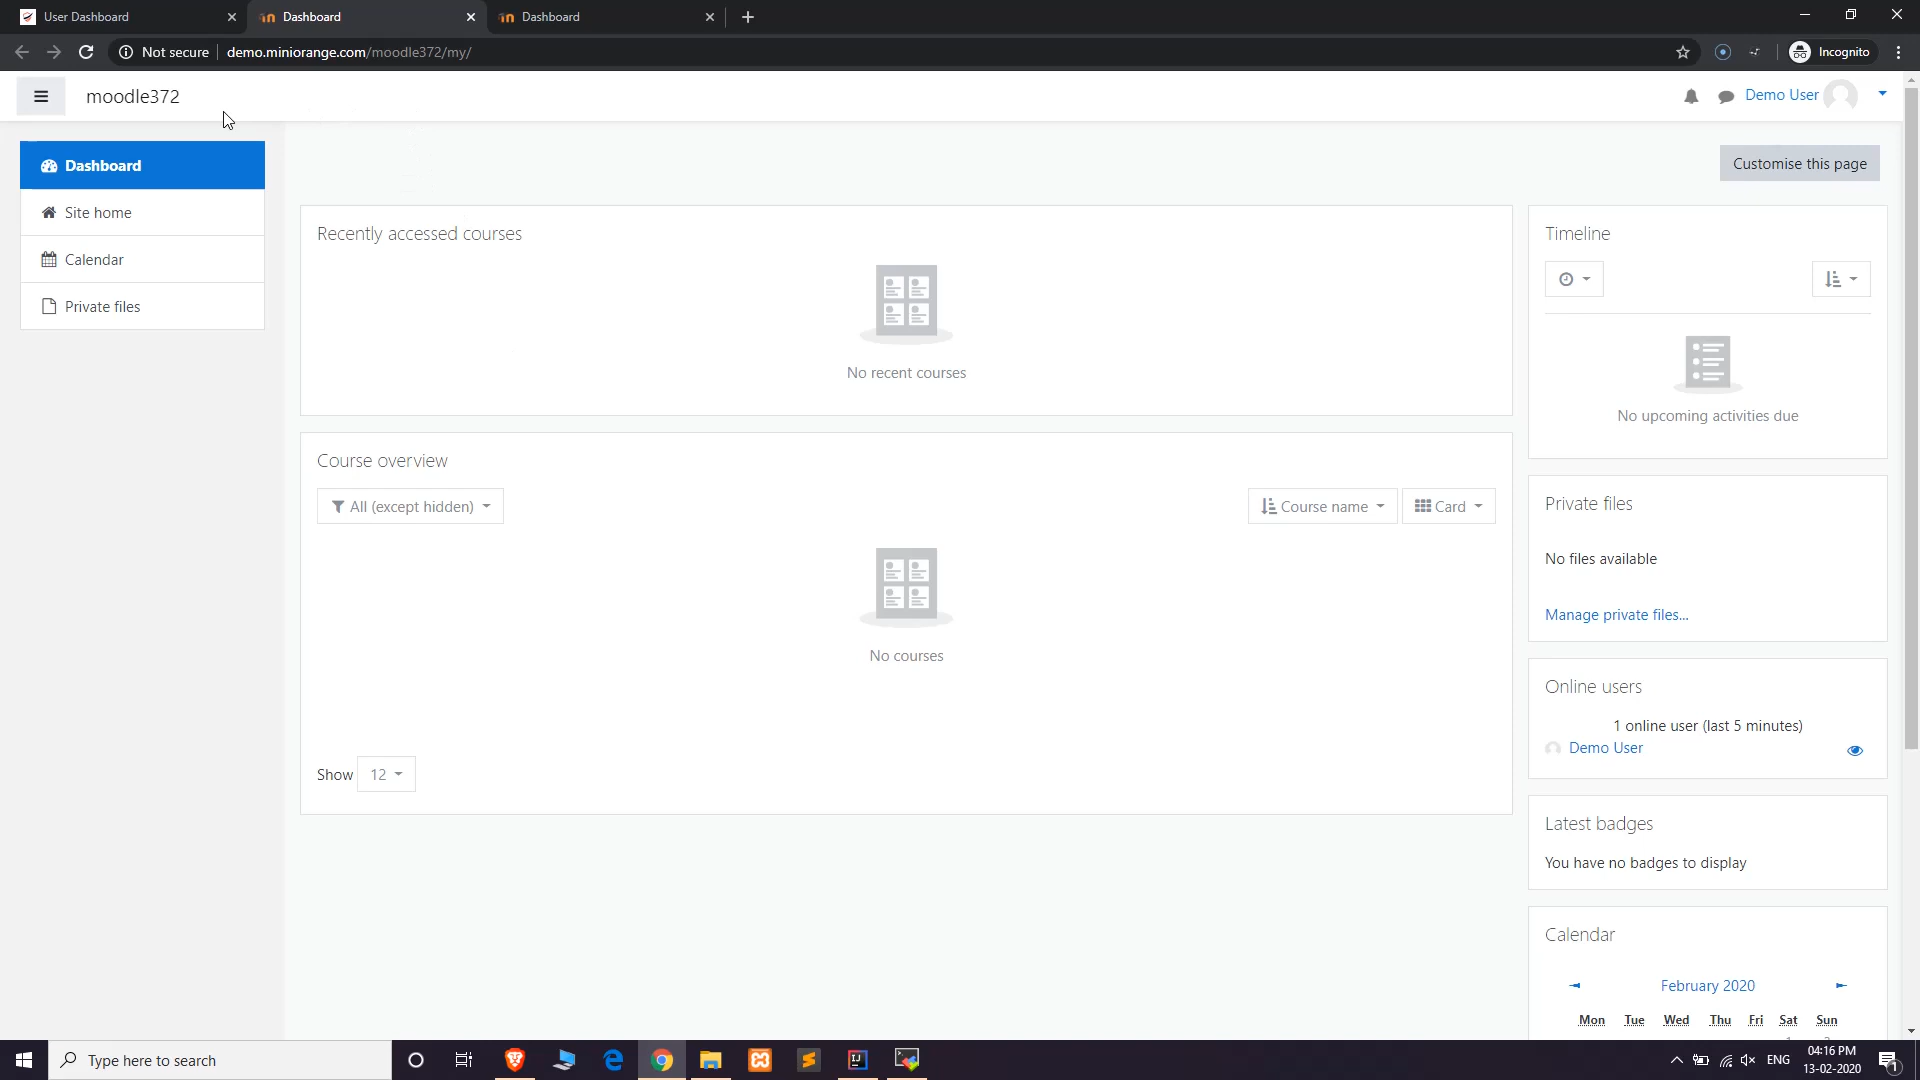 User Dashboard
Dashboard
Dashboard
Not secure
demo.miniorange.com/moodle372/my/
Incognito
moodle372
Demo User
Dashboard
Site home
Calendar
Private files
Customise this page
Recently accessed courses
No recent courses
Timeline
No upcoming activities due
Course overview
All (except hidden)
Course name
Card
No courses
Show 12
Private files
No files available
Manage private files...
Online users
1 online user (last 5 minutes)
Demo User
Latest badges
You have no badges to display
Calendar
February 2020
Mon Tue Wed Thu Fri Sat Sun
Type here to search
ENG
04:16 PM
13-02-2020
1